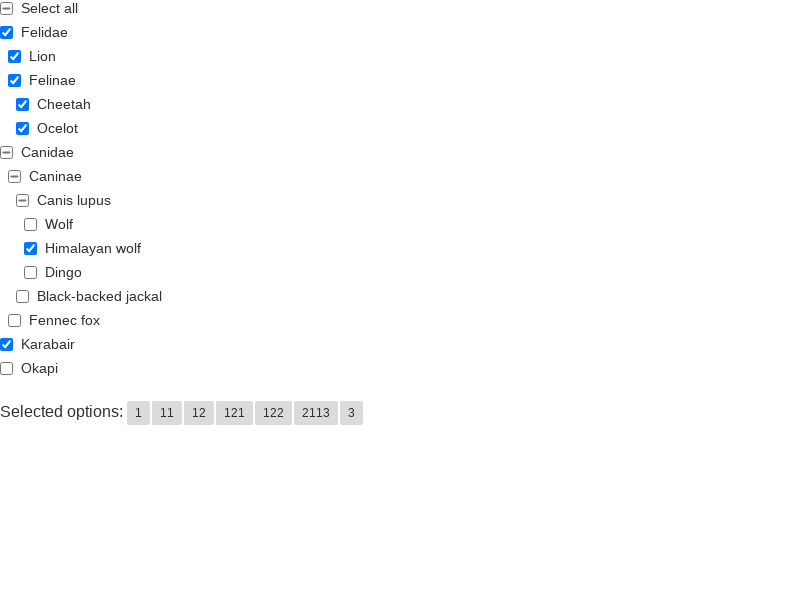 Select all
Felidae
Lion
Felinae
Cheetah
Ocelot
Canidae
Caninae
Canis lupus
Wolf
Himalayan wolf
Dingo
Black-backed jackal
Fennec fox
Karabair
Okapi
Selected options: 1 11 12 121 122 2113 3